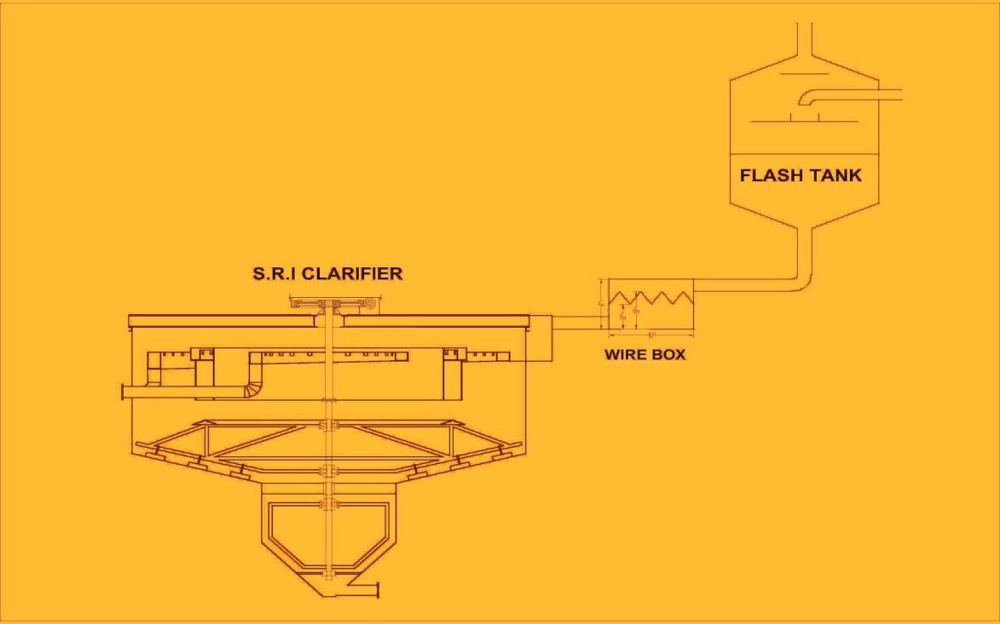 FLASH TANK
S.R.I CLARIFIER
WIRE BOX